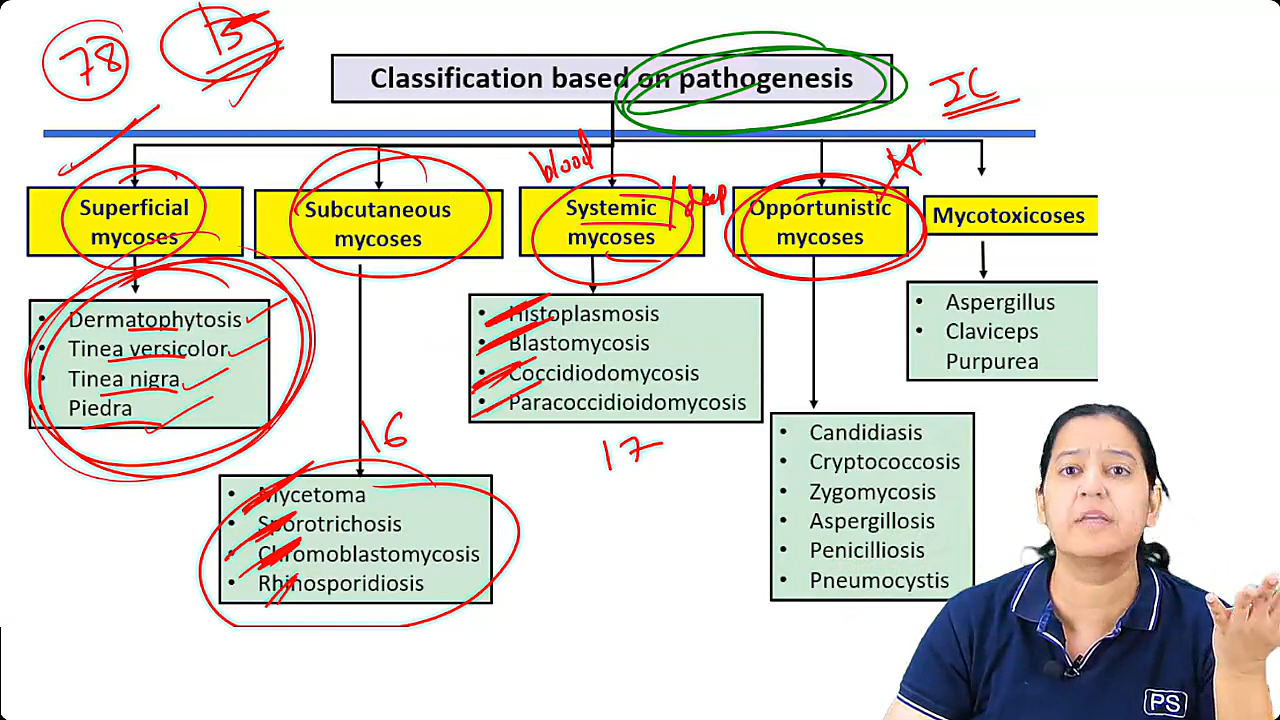 78
15
Classification based on pathogenesis
IC
blood
deep
Superficial
mycoses
Subcutaneous
mycoses
Systemic
mycoses
Opportunistic
mycoses
Mycotoxicoses
• Dermatophytosis
• Tinea versicolor
• Tinea nigra
• Piedra
16
• Mycetoma
• Sporotrichosis
• Chromoblastomycosis
• Rhinosporidiosis
• Histoplasmosis
• Blastomycosis
• Coccidiodomycosis
• Paracoccidioidomycosis
17
• Candidiasis
• Cryptococcosis
• Zygomycosis
• Aspergillosis
• Penicilliosis
• Pneumocystis
• Aspergillus
• Claviceps
Purpurea
PS